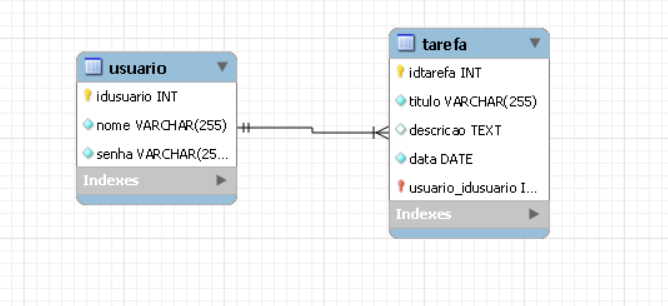 usuario
idusuario INT
nome VARCHAR(255)
senha VARCHAR(25...
Indexes
tarefa
idtarefa INT
titulo VARCHAR(255)
descricao TEXT
data DATE
usuario_idusuario I...
Indexes